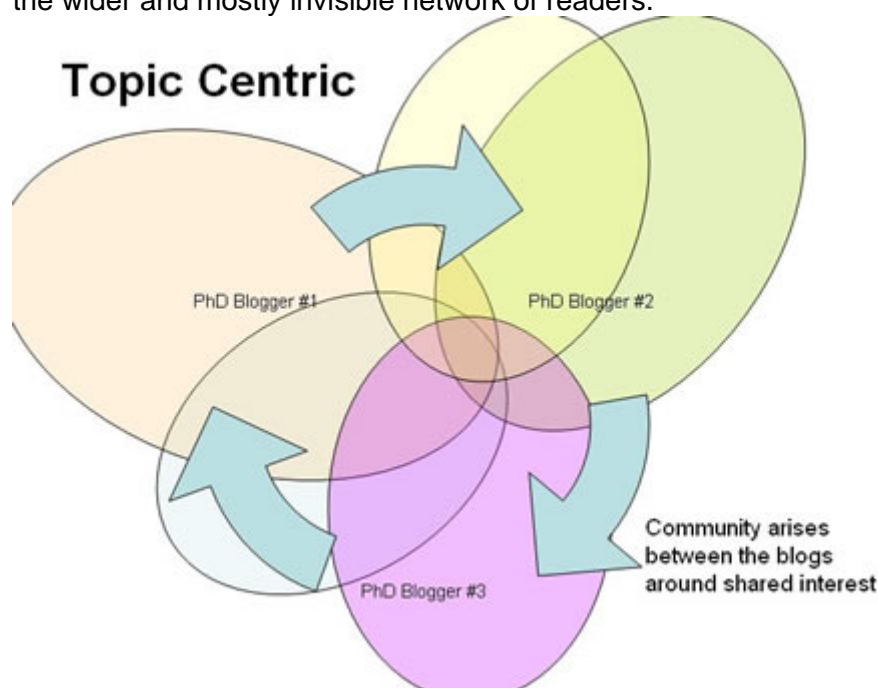 the wider and mostly invisible network of readers.
Topic Centric
PhD Blogger #1
PhD Blogger #2
Community arises
between the blogs
around shared interest
PhD Blogger #3